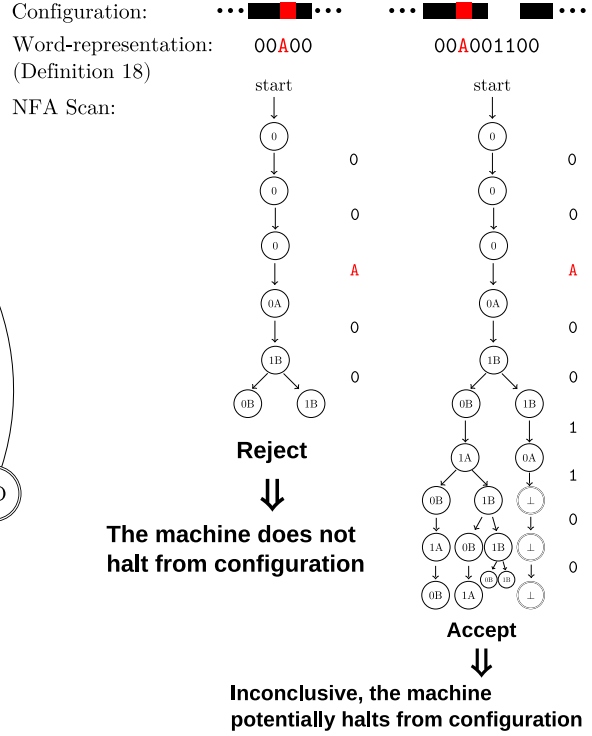 Configuration:
Word-representation:
(Definition 18)
NFA Scan:
00A00
start
0
0
0
0
0
A
0A
0
1B
0
0B 1B
Reject
⇓
The machine does not
halt from configuration
00A001100
start
0
0
0
0
0
A
0A
0
1B
0
0B 1B
1
1A 0A
1
0B 1B ⊥
0
1A 0B 1B ⊥
0
0B 1A 0B 1B ⊥
Accept
⇓
Inconclusive, the machine
potentially halts from configuration